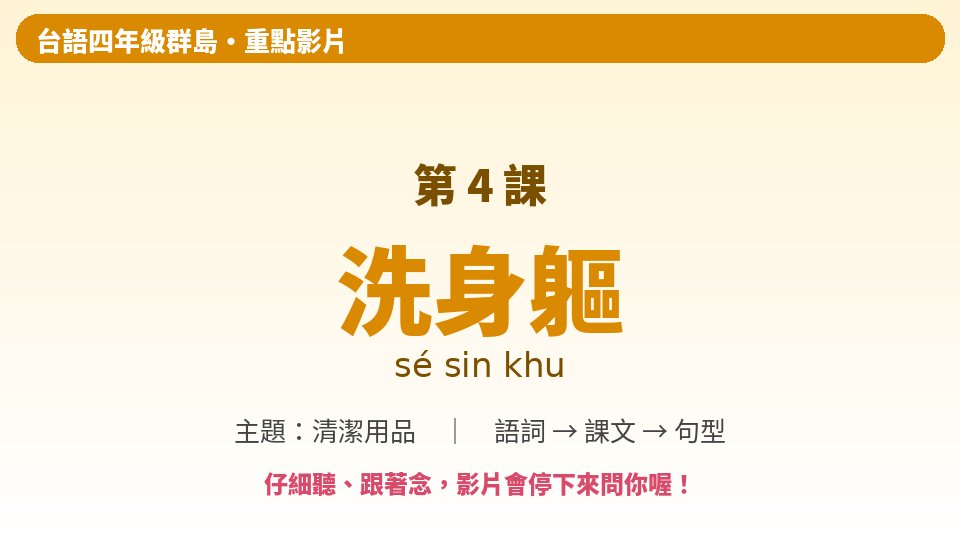 台語四年級群島・重點影片
第 4 課
洗身軀
sé sin khu
主題：清潔用品　｜　語詞 → 課文 → 句型
仔細聽、跟著念，影片會停下來問你喔！